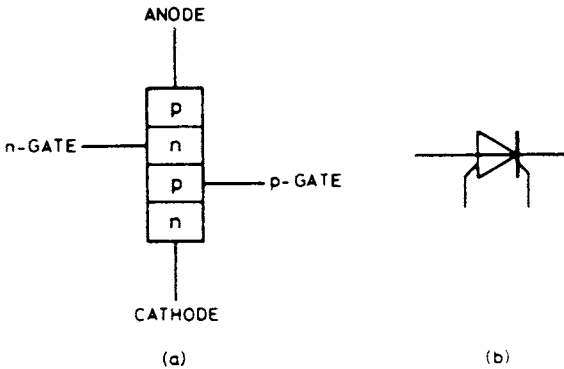 ANODE
p
n-GATE
n
p
p-GATE
n
CATHODE
(a)
(b)